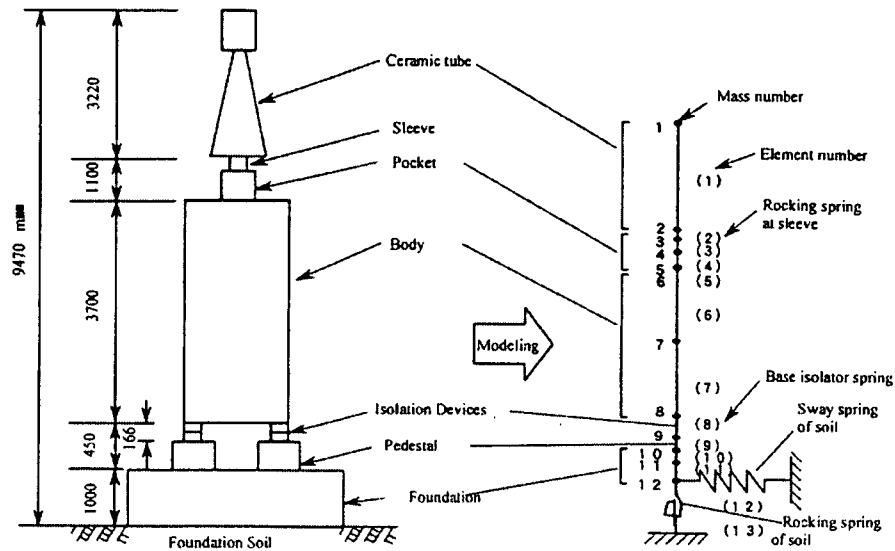 9470 mm
3220
1100
3700
450
166
1000
Ceramic tube
Sleeve
Pocket
Body
Isolation Devices
Pedestal
Foundation
Foundation Soil
Modeling
Mass number
Element number
Rocking spring
at sleeve
Base isolator spring
Sway spring
of soil
Rocking spring
of soil
1
2
3
4
5
6
7
8
9
10
11
12
(1)
(2)
(3)
(4)
(5)
(6)
(7)
(8)
(9)
(10)
(12)
(13)